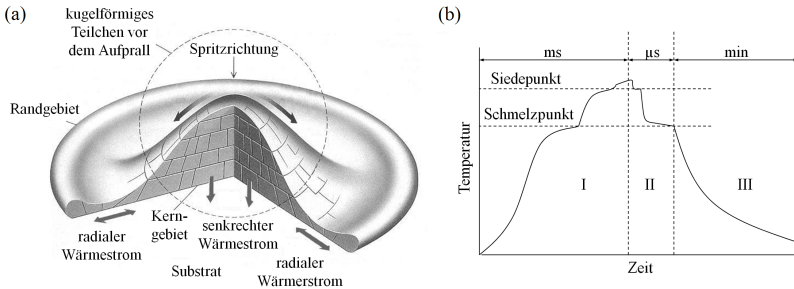 (a)
kugelförmiges
Teilchen vor
dem Aufprall
Spritzrichtung
Randgebiet
Kern-
gebiet
senkrechter
Wärmestrom
radialer
Wärmestrom
Substrat
radialer
Wärmerstrom
(b)
ms
µs
min
Siedepunkt
Schmelzpunkt
Temperatur
I
II
III
Zeit